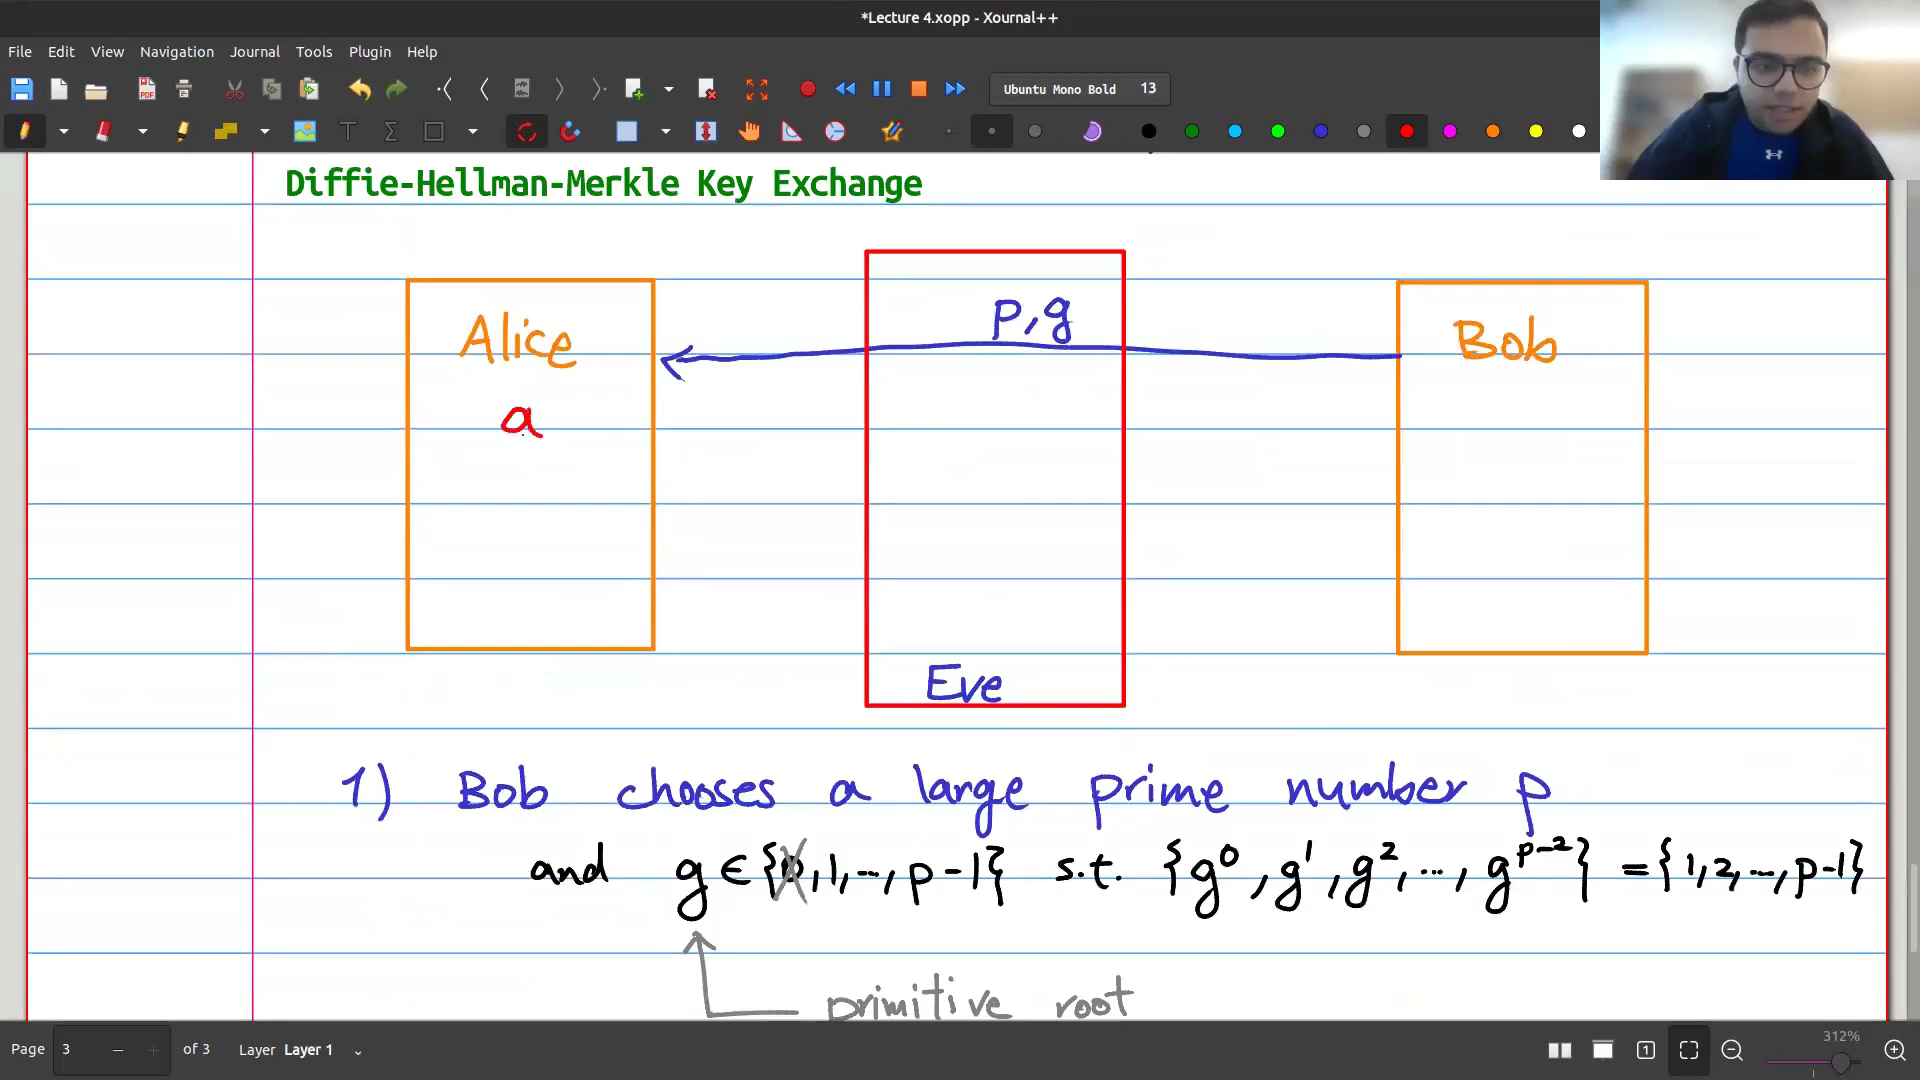 *Lecture 4.xopp - Xournal++
File Edit View Navigation Journal Tools Plugin Help
Ubuntu Mono Bold 13
Diffie-Hellman-Merkle Key Exchange
p, g
Alice
Bob
a
Eve
1) Bob chooses a large prime number p
and g ∈ {0, 1, .., p-1} s.t. {g⁰, g¹, g², ..., gᵖ⁻²} = {1, 2, ..., p-1}
primitive root
Page 3 of 3 Layer Layer 1
312%